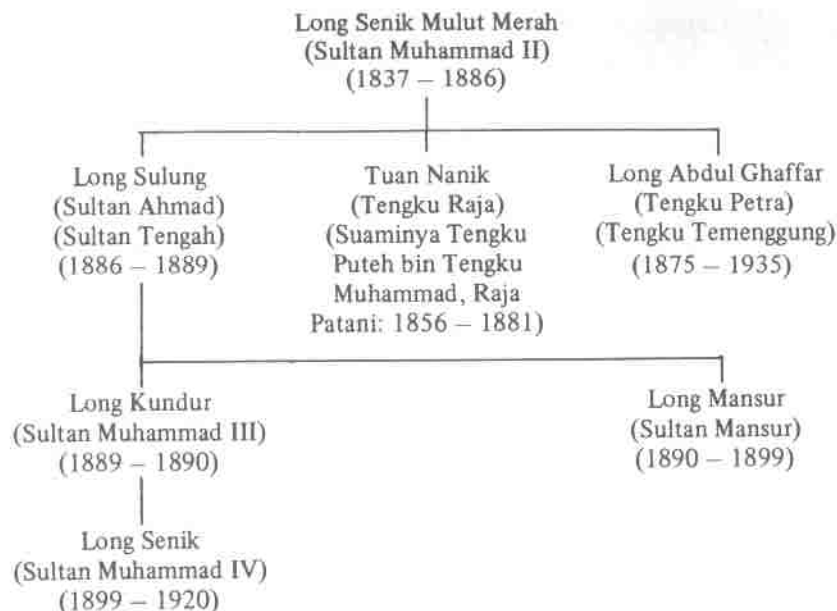 Long Senik Mulut Merah
(Sultan Muhammad II)
(1837 – 1886)
Long Sulung
(Sultan Ahmad)
(Sultan Tengah)
(1886 – 1889)
Tuan Nanik
(Tengku Raja)
(Suaminya Tengku
Puteh bin Tengku
Muhammad, Raja
Patani: 1856 – 1881)
Long Abdul Ghaffar
(Tengku Petra)
(Tengku Temenggung)
(1875 – 1935)
Long Kundur
(Sultan Muhammad III)
(1889 – 1890)
Long Mansur
(Sultan Mansur)
(1890 – 1899)
Long Senik
(Sultan Muhammad IV)
(1899 – 1920)